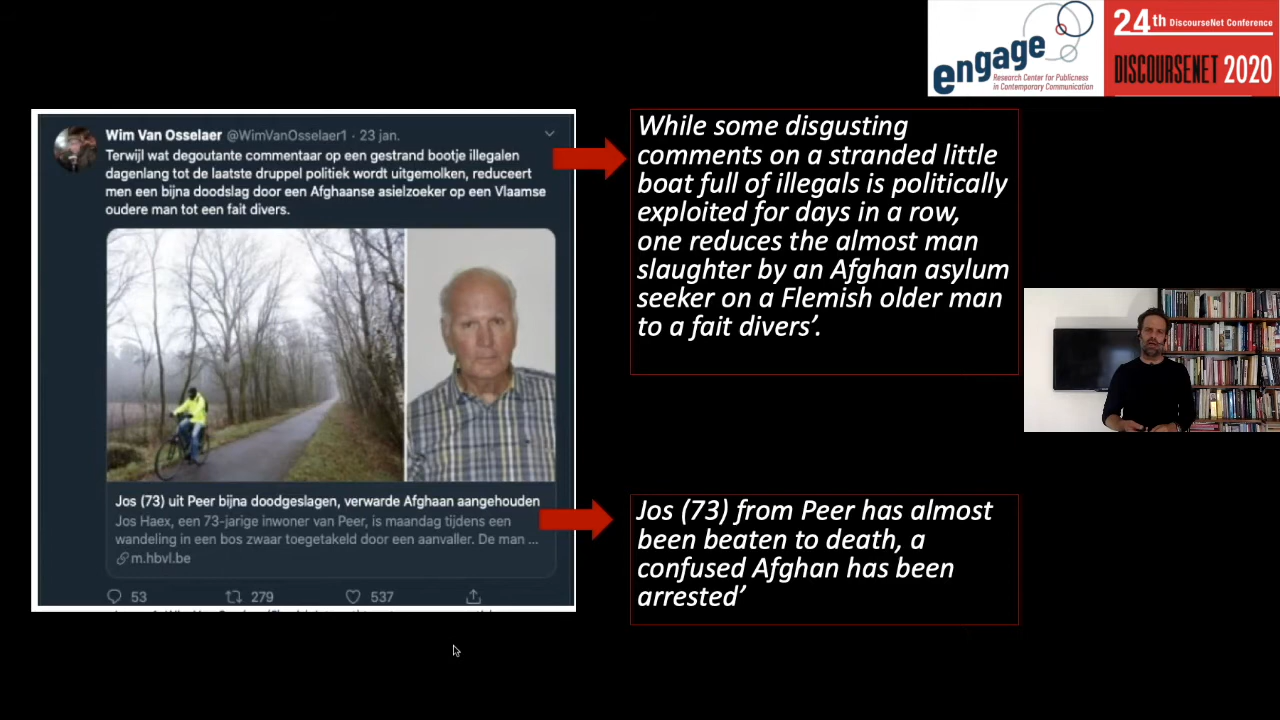 engage
Research Center for Publicness
in Contemporary Communication
24th DiscourseNet Conference
DISCOURSENET 2020
Wim Van Osselaer @WimVanOsselaer1 · 23 jan.
Terwijl wat degoutante commentaar op een gestrand bootje illegalen
dagenlang tot de laatste druppel politiek wordt uitgemolken, reduceert
men een bijna doodslag door een Afghaanse asielzoeker op een Vlaamse
oudere man tot een fait divers.
Jos (73) uit Peer bijna doodgeslagen, verwarde Afghaan aangehouden
Jos Haex, een 73-jarige inwoner van Peer, is maandag tijdens een
wandeling in een bos zwaar toegetakeld door een aanvaller. De man ...
m.hbvl.be
53 279 537
While some disgusting
comments on a stranded little
boat full of illegals is politically
exploited for days in a row,
one reduces the almost man
slaughter by an Afghan asylum
seeker on a Flemish older man
to a fait divers’.
Jos (73) from Peer has almost
been beaten to death, a
confused Afghan has been
arrested’